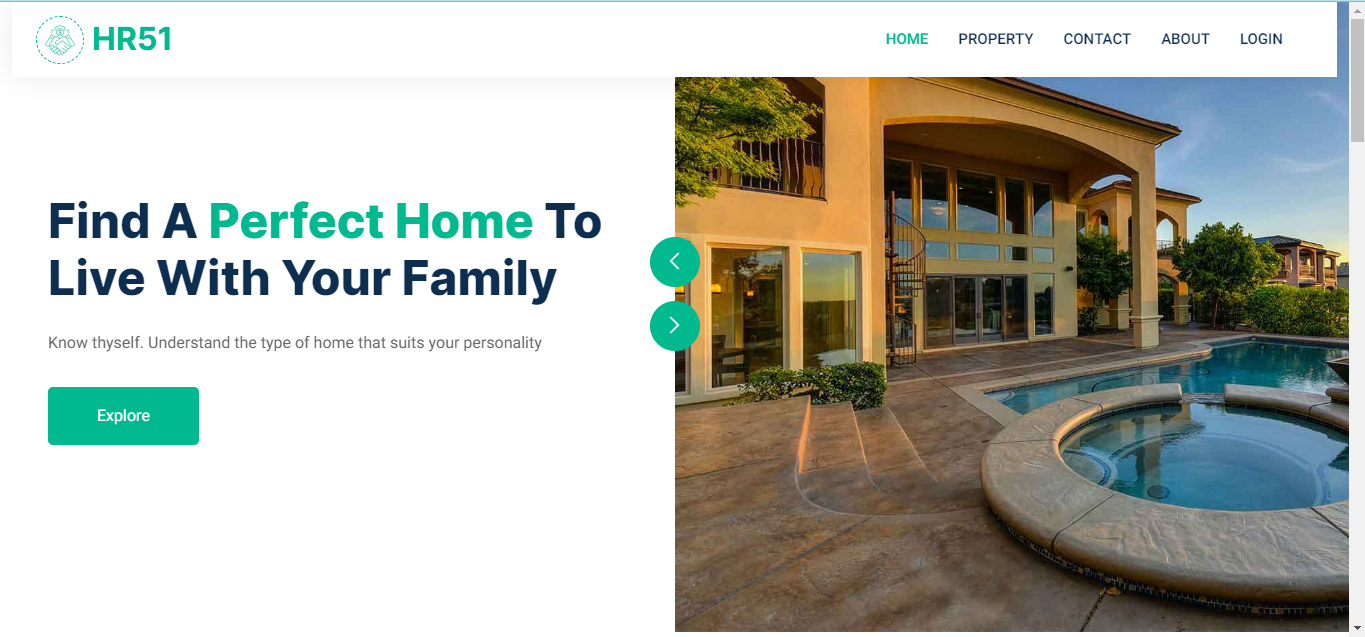 HR51
HOME PROPERTY CONTACT ABOUT LOGIN
Find A Perfect Home To
Live With Your Family
Know thyself. Understand the type of home that suits your personality
Explore